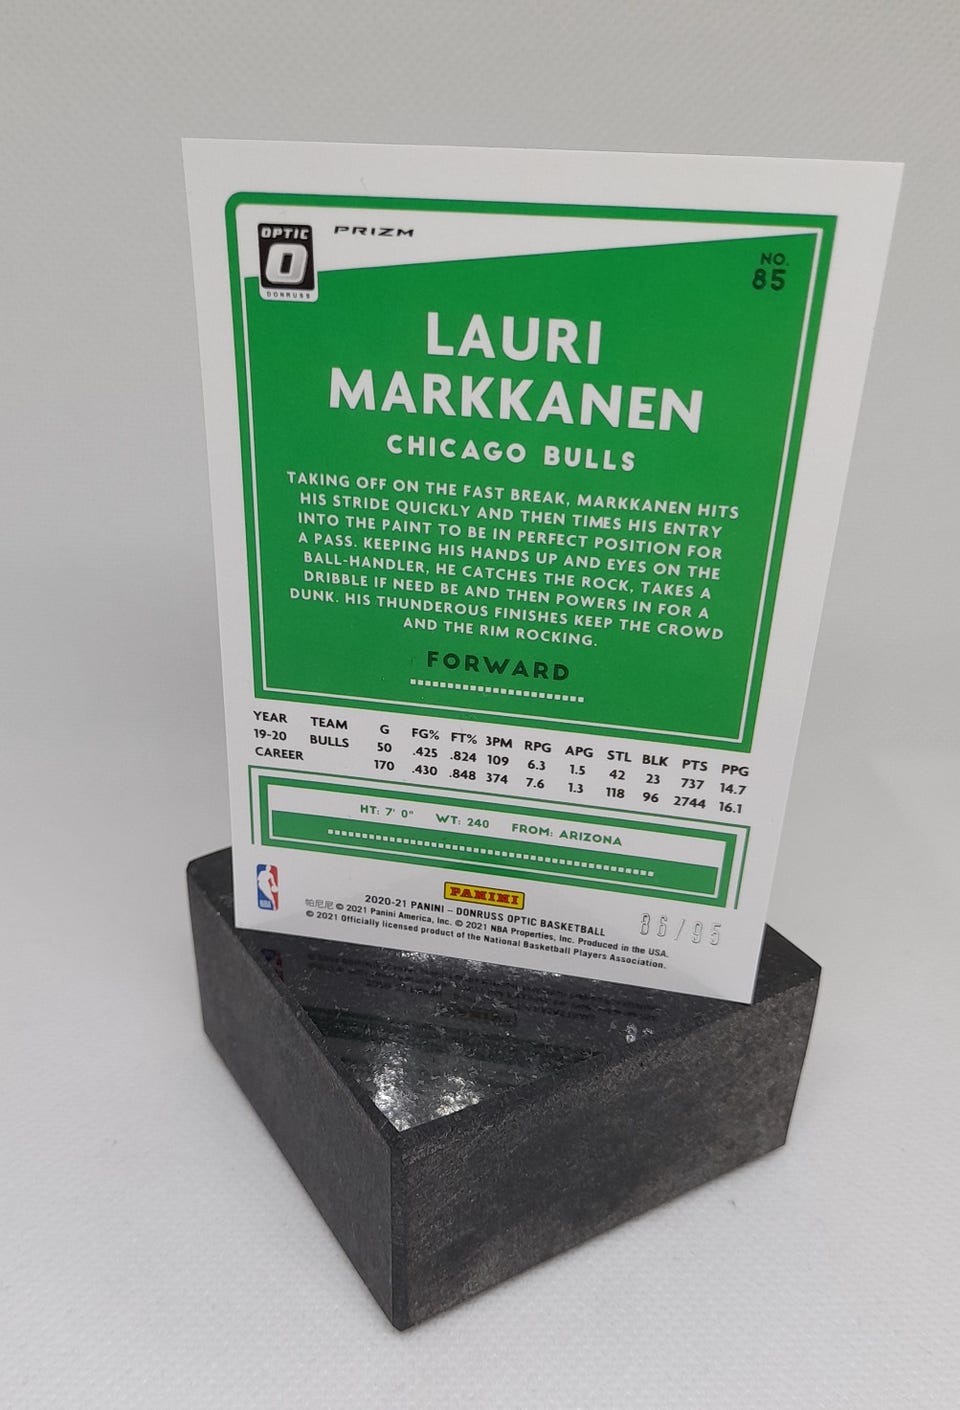 OPTIC
O
DONRUSS
PRIZM
NO.
85
LAURI
MARKKANEN
CHICAGO BULLS
TAKING OFF ON THE FAST BREAK, MARKKANEN HITS
HIS STRIDE QUICKLY AND THEN TIMES HIS ENTRY
INTO THE PAINT TO BE IN PERFECT POSITION FOR
A PASS. KEEPING HIS HANDS UP AND EYES ON THE
BALL-HANDLER, HE CATCHES THE ROCK, TAKES A
DRIBBLE IF NEED BE AND THEN POWERS IN FOR A
DUNK. HIS THUNDEROUS FINISHES KEEP THE CROWD
AND THE RIM ROCKING.
FORWARD
YEAR TEAM G FG% FT% 3PM RPG APG STL BLK PTS PPG
19-20 BULLS 50 .425 .824 109 6.3 1.5 42 23 737 14.7
CAREER 170 .430 .848 374 7.6 1.3 118 96 2744 16.1
HT: 7' 0" WT: 240 FROM: ARIZONA
NBA
PANINI
2020-21 PANINI – DONRUSS OPTIC BASKETBALL
帕尼尼 © 2021 Panini America, Inc. © 2021 NBA Properties, Inc. Produced in the USA.
© 2021 Officially licensed product of the National Basketball Players Association.
86/95